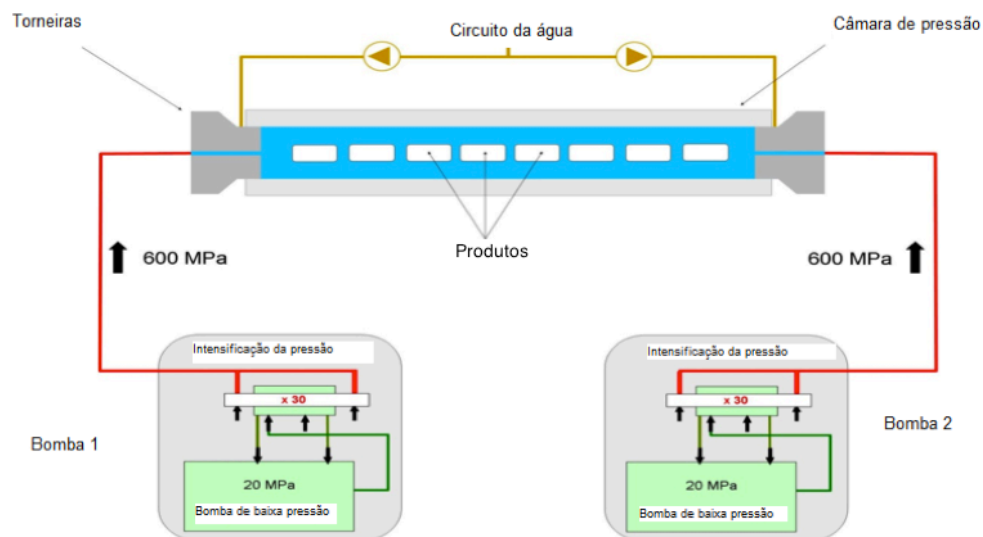 Torneiras
Circuito da água
Câmara de pressão
Produtos
600 MPa
600 MPa
Intensificação da pressão
x 30
Bomba 1
20 MPa
Bomba de baixa pressão
Intensificação da pressão
x 30
Bomba 2
20 MPa
Bomba de baixa pressão